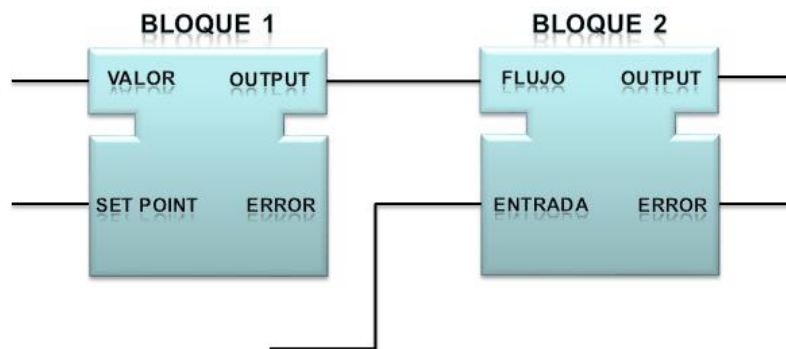 BLOQUE 1
BLOQUE 2
VALOR OUTPUT
FLUJO OUTPUT
SET POINT ERROR
ENTRADA ERROR